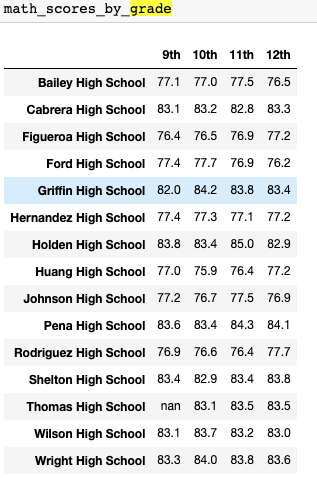 math_scores_by_grade
9th 10th 11th 12th
Bailey High School 77.1 77.0 77.5 76.5
Cabrera High School 83.1 83.2 82.8 83.3
Figueroa High School 76.4 76.5 76.9 77.2
Ford High School 77.4 77.7 76.9 76.2
Griffin High School 82.0 84.2 83.8 83.4
Hernandez High School 77.4 77.3 77.1 77.2
Holden High School 83.8 83.4 85.0 82.9
Huang High School 77.0 75.9 76.4 77.2
Johnson High School 77.2 76.7 77.5 76.9
Pena High School 83.6 83.4 84.3 84.1
Rodriguez High School 76.9 76.6 76.4 77.7
Shelton High School 83.4 82.9 83.4 83.8
Thomas High School nan 83.1 83.5 83.5
Wilson High School 83.1 83.7 83.2 83.0
Wright High School 83.3 84.0 83.8 83.6